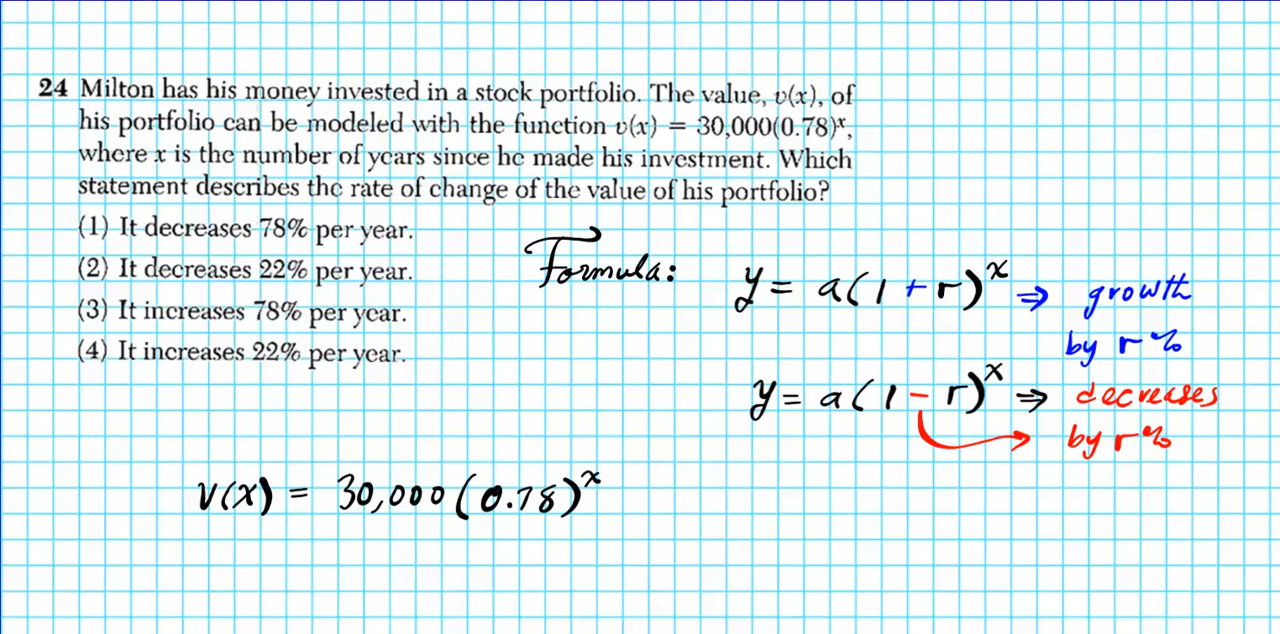 24 Milton has his money invested in a stock portfolio. The value, v(x), of
his portfolio can be modeled with the function v(x) = 30,000(0.78)^x,
where x is the number of years since he made his investment. Which
statement describes the rate of change of the value of his portfolio?
(1) It decreases 78% per year.
(2) It decreases 22% per year.
(3) It increases 78% per year.
(4) It increases 22% per year.
Formula:
y = a(1 + r)^x ⇒ growth
by r %
y = a(1 - r)^x ⇒ decreases
by r %
v(x) = 30,000(0.78)^x